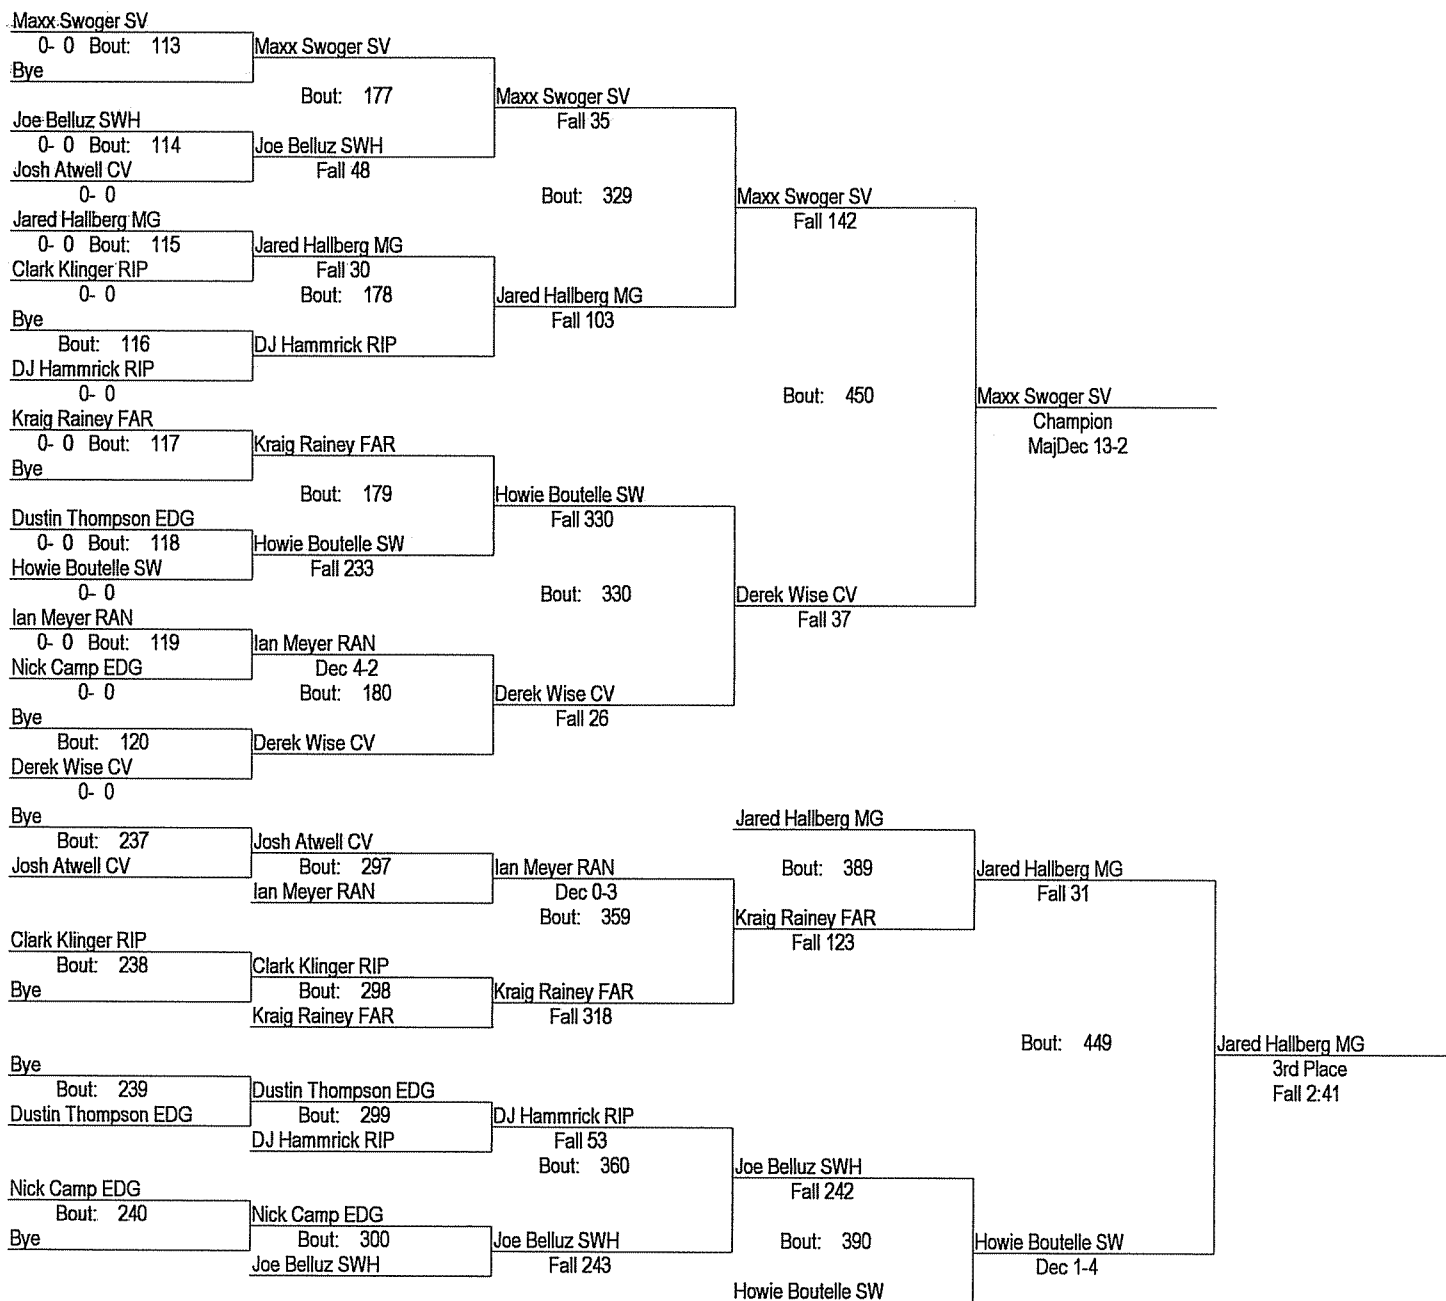 Maxx Swoger SV
0- 0 Bout: 113
Bye
Maxx Swoger SV
Bout: 177
Joe Belluz SWH
0- 0 Bout: 114
Josh Atwell CV
0- 0
Joe Belluz SWH
Fall 48
Maxx Swoger SV
Fall 35
Bout: 329
Jared Hallberg MG
0- 0 Bout: 115
Clark Klinger RIP
0- 0
Jared Hallberg MG
Fall 30
Bout: 178
Bye
Bout: 116
DJ Hammrick RIP
0- 0
DJ Hammrick RIP
Jared Hallberg MG
Fall 103
Maxx Swoger SV
Fall 142
Bout: 450
Kraig Rainey FAR
0- 0 Bout: 117
Bye
Kraig Rainey FAR
Bout: 179
Dustin Thompson EDG
0- 0 Bout: 118
Howie Boutelle SW
0- 0
Howie Boutelle SW
Fall 233
Howie Boutelle SW
Fall 330
Bout: 330
Ian Meyer RAN
0- 0 Bout: 119
Nick Camp EDG
0- 0
Ian Meyer RAN
Dec 4-2
Bout: 180
Bye
Bout: 120
Derek Wise CV
0- 0
Derek Wise CV
Derek Wise CV
Fall 26
Derek Wise CV
Fall 37
Maxx Swoger SV
Champion
MajDec 13-2
Bye
Bout: 237
Josh Atwell CV
Josh Atwell CV
Bout: 297
Ian Meyer RAN
Ian Meyer RAN
Dec 0-3
Bout: 359
Clark Klinger RIP
Bout: 238
Bye
Clark Klinger RIP
Bout: 298
Kraig Rainey FAR
Kraig Rainey FAR
Fall 318
Jared Hallberg MG
Bout: 389
Kraig Rainey FAR
Fall 123
Jared Hallberg MG
Fall 31
Bout: 449
Bye
Bout: 239
Dustin Thompson EDG
Dustin Thompson EDG
Bout: 299
DJ Hammrick RIP
DJ Hammrick RIP
Fall 53
Bout: 360
Nick Camp EDG
Bout: 240
Bye
Nick Camp EDG
Bout: 300
Joe Belluz SWH
Joe Belluz SWH
Fall 243
Joe Belluz SWH
Fall 242
Bout: 390
Howie Boutelle SW
Howie Boutelle SW
Dec 1-4
Jared Hallberg MG
3rd Place
Fall 2:41